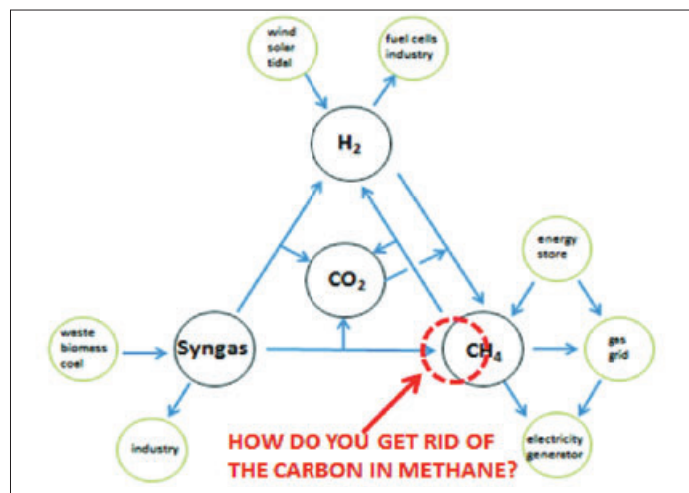 wind
solar
tidal
fuel cells
industry
H₂
energy
store
CO₂
waste
biomass
coel
Syngas
CH₄
gas
grid
industry
HOW DO YOU GET RID OF
THE CARBON IN METHANE?
electricity
generator